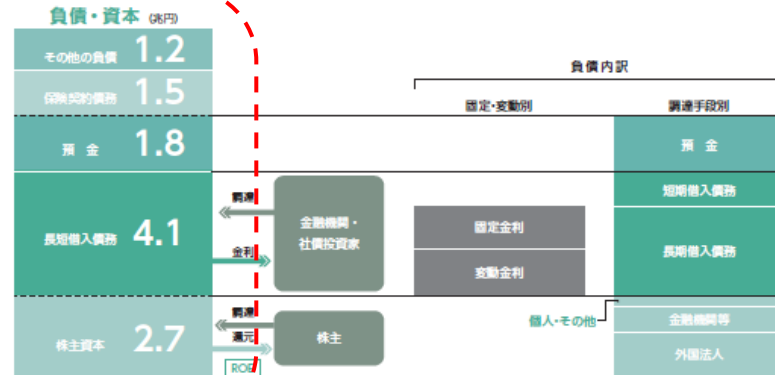 負債・資本 (兆円)
その他の負債 1.2
保険契約債務 1.5
預 金 1.8
長短借入債務 4.1
株主資本 2.7
調達
金利
金融機関・
社債投資家
調達
還元
ROE
株主
負債内訳
固定・変動別
調達手段別
固定金利
変動金利
預 金
短期借入債務
長期借入債務
個人・その他
金融機関等
外国法人